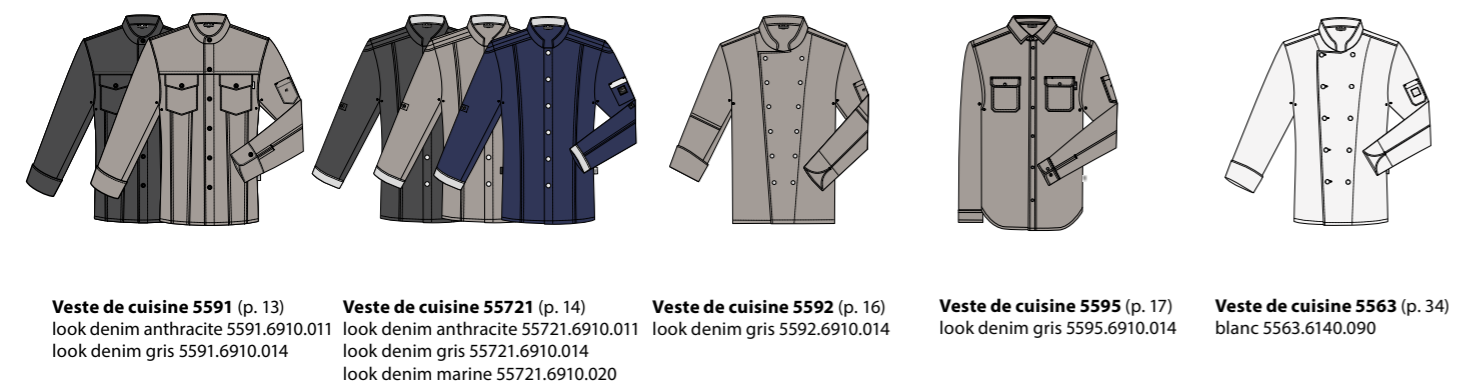 Veste de cuisine 5591 (p. 13)
look denim anthracite 5591.6910.011
look denim gris 5591.6910.014
Veste de cuisine 55721 (p. 14)
look denim anthracite 55721.6910.011
look denim gris 55721.6910.014
look denim marine 55721.6910.020
Veste de cuisine 5592 (p. 16)
look denim gris 5592.6910.014
Veste de cuisine 5595 (p. 17)
look denim gris 5595.6910.014
Veste de cuisine 5563 (p. 34)
blanc 5563.6140.090